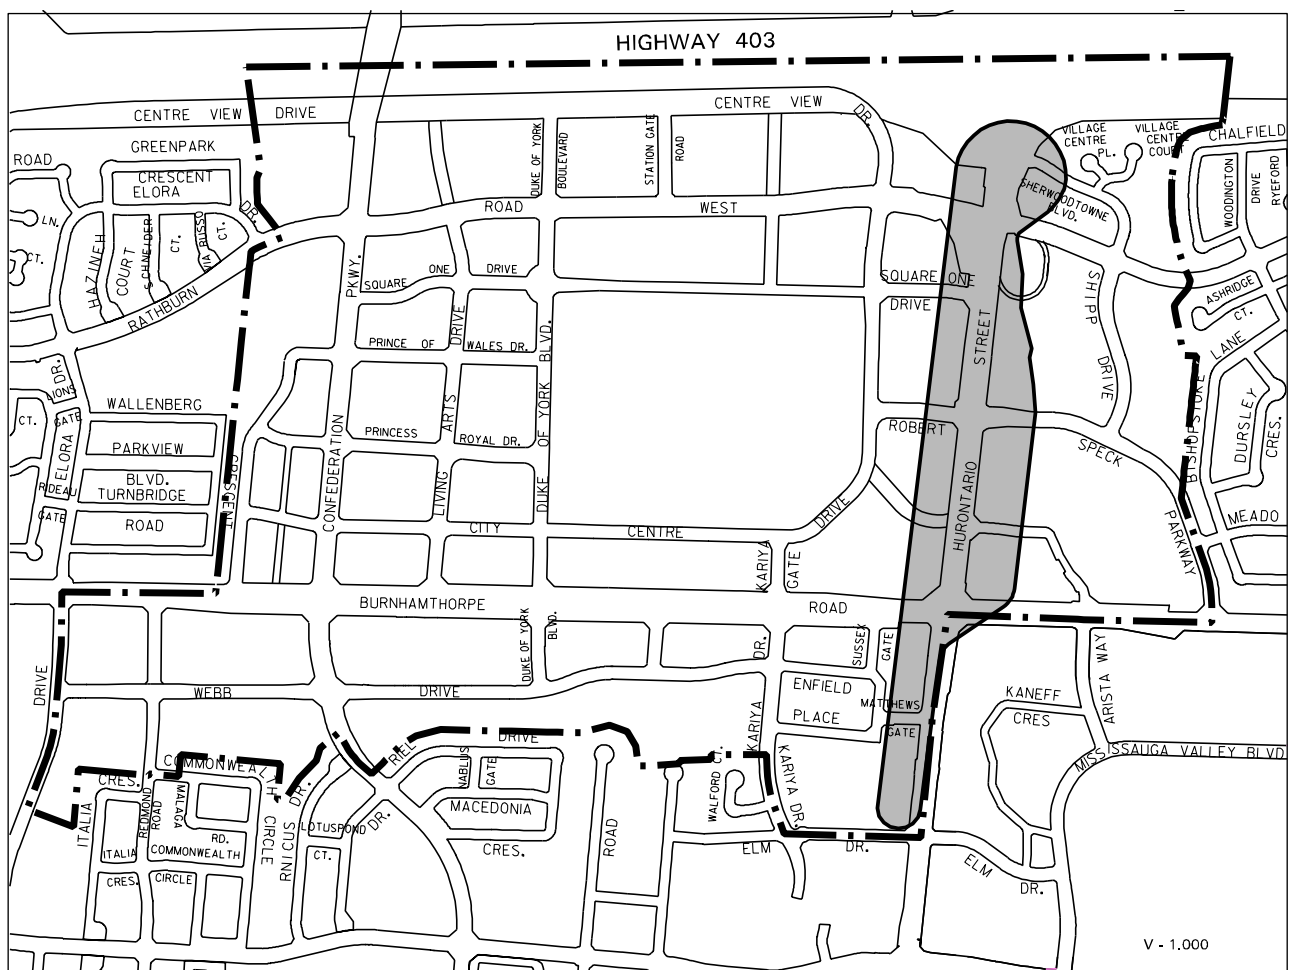 HIGHWAY 403
CENTRE VIEW DRIVE
CENTRE VIEW DR.
GREENPARK
CRESCENT
ELORA
DR.
ROAD
LN.
CT.
HAZINEH
COURT
SCHNEIDER
CT.
VIA RUSSO
CT.
RATHBURN
ROAD
WEST
DUKE OF YORK
BOULEVARD
STATION GATE
ROAD
VILLAGE
CENTRE
PL.
VILLAGE
CENTRE
COURT
CHALFIELD
WOODINGTON
DRIVE
RYEFORD
SHERWOODTOWNE
BLVD.
PKWY.
SQUARE ONE DRIVE
SQUARE ONE
DRIVE
SHIPP
DRIVE
ASHRIDGE
CT.
LANE
PRINCE OF WALES DR.
DRIVE
ARTS
LIVING
PRINCESS ROYAL DR.
DUKE OF YORK BLVD.
STREET
HURONTARIO
ROBERT
SPECK
PARKWAY
BISHOPSTOKE
DURSLEY
CRES.
MEADO
DR.
LIONS
GATE
CT.
ELORA
RIDEAU
GATE
WALLENBERG
PARKVIEW
BLVD.
TURNBRIDGE
ROAD
CRESCENT
CONFEDERATION
CITY CENTRE DRIVE
KARIYA
GATE
BURNHAMTHORPE ROAD
DUKE OF YORK
BLVD.
DR.
KARIYA
SUSSEX
GATE
DRIVE
WEBB DRIVE
ENFIELD
PLACE
MATTHEWS
GATE
KANEFF
CRES
ARISTA WAY
MISSISSAUGA VALLEY BLVD
COMMONWEALTH
CIRCLE
CRES.
ITALIA
REDMOND
ROAD
MALAGA
RD.
COMMONWEALTH
CIRCLE
ITALIA
CRES.
DR.
LOTUSPOND
CT.
DR.
RIEL DRIVE
NABLUS
GATE
MACEDONIA
CRES.
ROAD
WALFORD CT.
KARIYA DR.
ELM DR.
ELM
DR.
V - 1.000